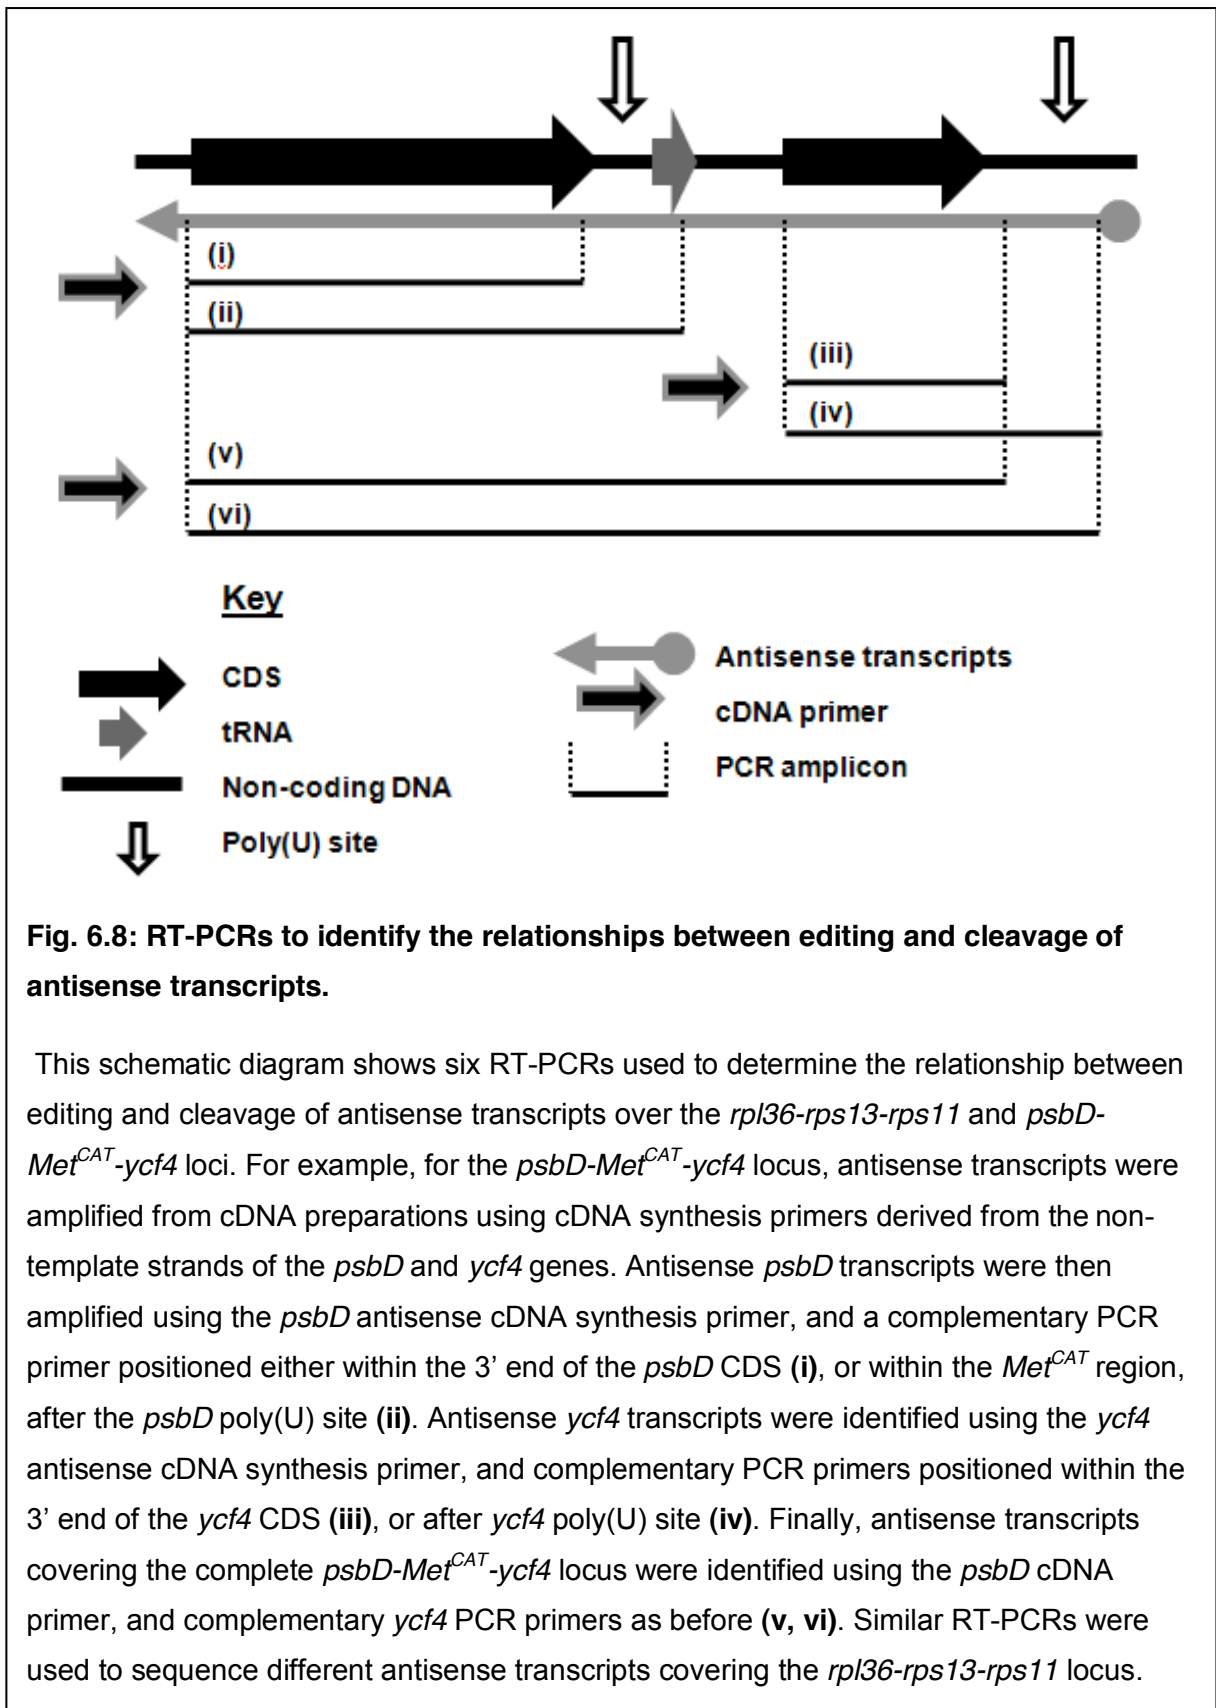 (i)
(ii)
(iii)
(iv)
(v)
(vi)
Key
CDS
tRNA
Non-coding DNA
Poly(U) site
Antisense transcripts
cDNA primer
PCR amplicon
Fig. 6.8: RT-PCRs to identify the relationships between editing and cleavage of
antisense transcripts.
This schematic diagram shows six RT-PCRs used to determine the relationship between
editing and cleavage of antisense transcripts over the rpl36-rps13-rps11 and psbD-
Met^CAT-ycf4 loci. For example, for the psbD-Met^CAT-ycf4 locus, antisense transcripts were
amplified from cDNA preparations using cDNA synthesis primers derived from the non-
template strands of the psbD and ycf4 genes. Antisense psbD transcripts were then
amplified using the psbD antisense cDNA synthesis primer, and a complementary PCR
primer positioned either within the 3’ end of the psbD CDS (i), or within the Met^CAT region,
after the psbD poly(U) site (ii). Antisense ycf4 transcripts were identified using the ycf4
antisense cDNA synthesis primer, and complementary PCR primers positioned within the
3’ end of the ycf4 CDS (iii), or after ycf4 poly(U) site (iv). Finally, antisense transcripts
covering the complete psbD-Met^CAT-ycf4 locus were identified using the psbD cDNA
primer, and complementary ycf4 PCR primers as before (v, vi). Similar RT-PCRs were
used to sequence different antisense transcripts covering the rpl36-rps13-rps11 locus.